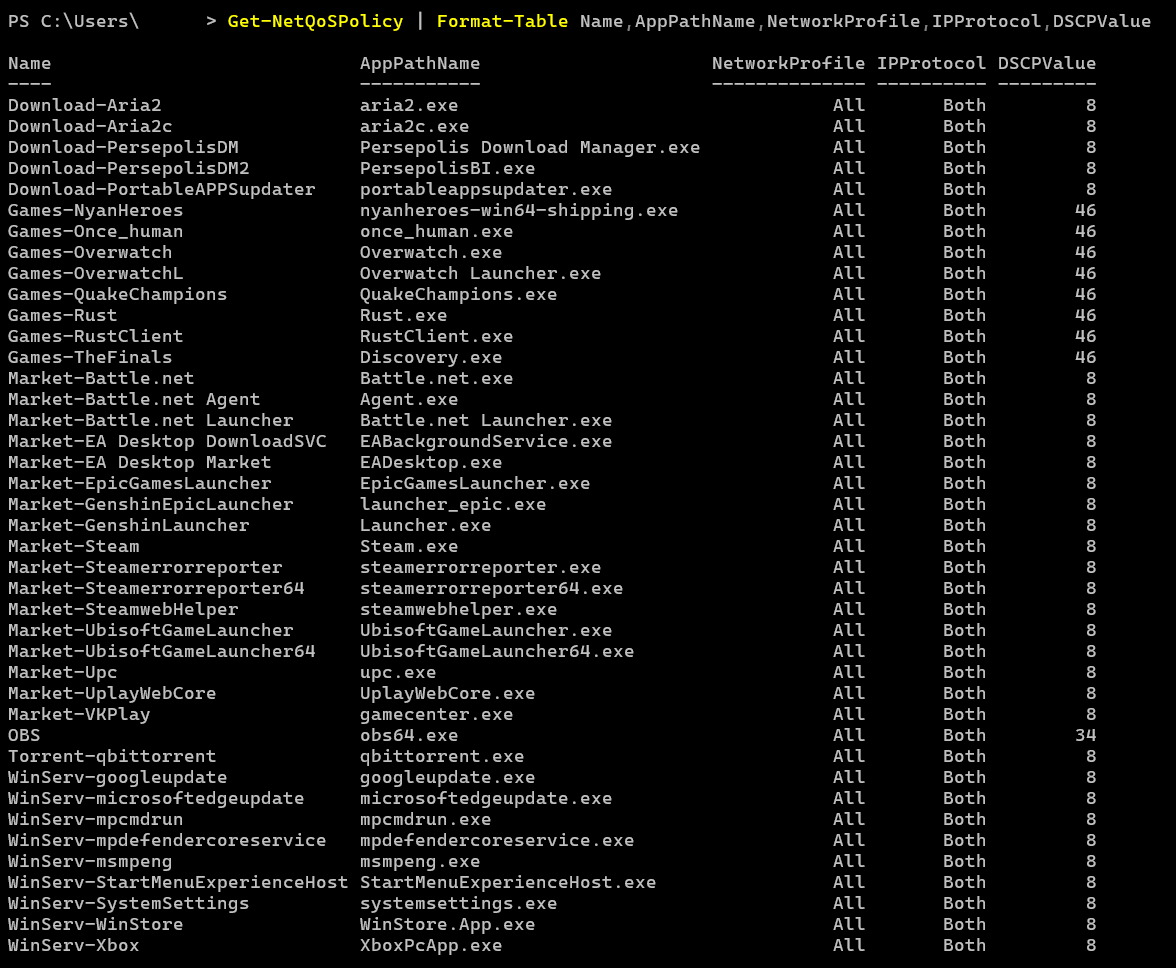 PS C:\Users\      > Get-NetQoSPolicy | Format-Table Name,AppPathName,NetworkProfile,IPProtocol,DSCPValue
Name                            AppPathName                     NetworkProfile IPProtocol DSCPValue
----                            -----------                     -------------- ---------- ---------
Download-Aria2                  aria2.exe                                  All       Both         8
Download-Aria2c                 aria2c.exe                                 All       Both         8
Download-PersepolisDM           Persepolis Download Manager.exe            All       Both         8
Download-PersepolisDM2          PersepolisBI.exe                           All       Both         8
Download-PortableAPPSupdater    portableappsupdater.exe                    All       Both         8
Games-NyanHeroes                nyanheroes-win64-shipping.exe              All       Both        46
Games-Once_human                once_human.exe                             All       Both        46
Games-Overwatch                 Overwatch.exe                              All       Both        46
Games-OverwatchL                Overwatch Launcher.exe                     All       Both        46
Games-QuakeChampions            QuakeChampions.exe                         All       Both        46
Games-Rust                      Rust.exe                                   All       Both        46
Games-RustClient                RustClient.exe                             All       Both        46
Games-TheFinals                 Discovery.exe                              All       Both        46
Market-Battle.net               Battle.net.exe                             All       Both         8
Market-Battle.net Agent         Agent.exe                                  All       Both         8
Market-Battle.net Launcher      Battle.net Launcher.exe                    All       Both         8
Market-EA Desktop DownloadSVC   EABackgroundService.exe                    All       Both         8
Market-EA Desktop Market        EADesktop.exe                              All       Both         8
Market-EpicGamesLauncher        EpicGamesLauncher.exe                      All       Both         8
Market-GenshinEpicLauncher      launcher_epic.exe                          All       Both         8
Market-GenshinLauncher          Launcher.exe                               All       Both         8
Market-Steam                    Steam.exe                                  All       Both         8
Market-Steamerrorreporter       steamerrorreporter.exe                     All       Both         8
Market-Steamerrorreporter64     steamerrorreporter64.exe                   All       Both         8
Market-SteamwebHelper           steamwebhelper.exe                         All       Both         8
Market-UbisoftGameLauncher      UbisoftGameLauncher.exe                    All       Both         8
Market-UbisoftGameLauncher64    UbisoftGameLauncher64.exe                  All       Both         8
Market-Upc                      upc.exe                                    All       Both         8
Market-UplayWebCore             UplayWebCore.exe                           All       Both         8
Market-VKPlay                   gamecenter.exe                             All       Both         8
OBS                             obs64.exe                                  All       Both        34
Torrent-qbittorrent             qbittorrent.exe                            All       Both         8
WinServ-googleupdate            googleupdate.exe                           All       Both         8
WinServ-microsoftedgeupdate     microsoftedgeupdate.exe                    All       Both         8
WinServ-mpcmdrun                mpcmdrun.exe                               All       Both         8
WinServ-mpdefendercoreservice   mpdefendercoreservice.exe                  All       Both         8
WinServ-msmpeng                 msmpeng.exe                                All       Both         8
WinServ-StartMenuExperienceHost StartMenuExperienceHost.exe                All       Both         8
WinServ-SystemSettings          systemsettings.exe                         All       Both         8
WinServ-WinStore                WinStore.App.exe                           All       Both         8
WinServ-Xbox                    XboxPcApp.exe                              All       Both         8